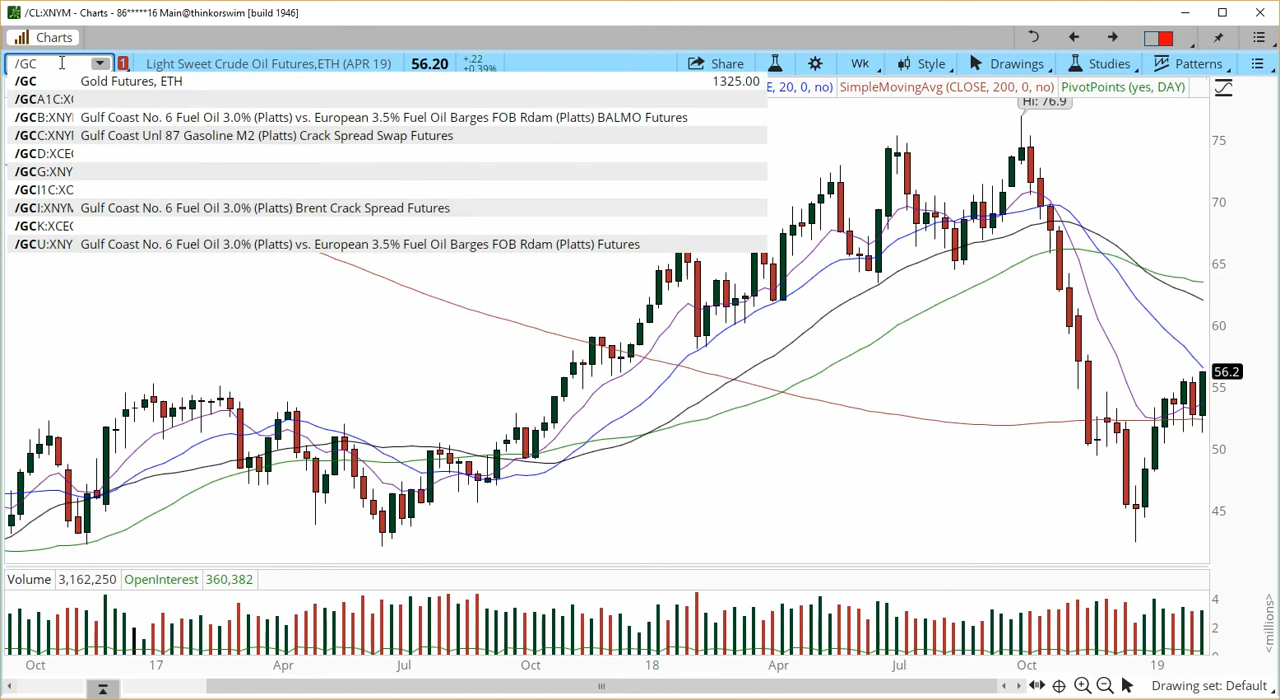 /CL:XNYM - Charts - 86*****16 Main@thinkorswim [build 1946]
Charts
/GC 1 Light Sweet Crude Oil Futures,ETH (APR 19) 56.20 +.22 +0.39% Share Wk Style Drawings Studies Patterns
/GC Gold Futures, ETH 1325.00
E, 20, 0, no) SimpleMovingAvg (CLOSE, 200, 0, no) PivotPoints (yes, DAY)
/GCA1C:XC
Hi: 76.9
/GCB:XNYI Gulf Coast No. 6 Fuel Oil 3.0% (Platts) vs. European 3.5% Fuel Oil Barges FOB Rdam (Platts) BALMO Futures
/GCC:XNYI Gulf Coast Unl 87 Gasoline M2 (Platts) Crack Spread Swap Futures
/GCD:XCEC
/GCG:XNY
/GCI1C:XC
/GCI:XNYM Gulf Coast No. 6 Fuel Oil 3.0% (Platts) Brent Crack Spread Futures
/GCK:XCEC
/GCU:XNY Gulf Coast No. 6 Fuel Oil 3.0% (Platts) vs. European 3.5% Fuel Oil Barges FOB Rdam (Platts) Futures
75
70
65
60
56.2
55
50
45
Volume 3,162,250 OpenInterest 360,382
4
2
<millions>
Oct 17 Apr Jul Oct 18 Apr Jul Oct 19
Drawing set: Default